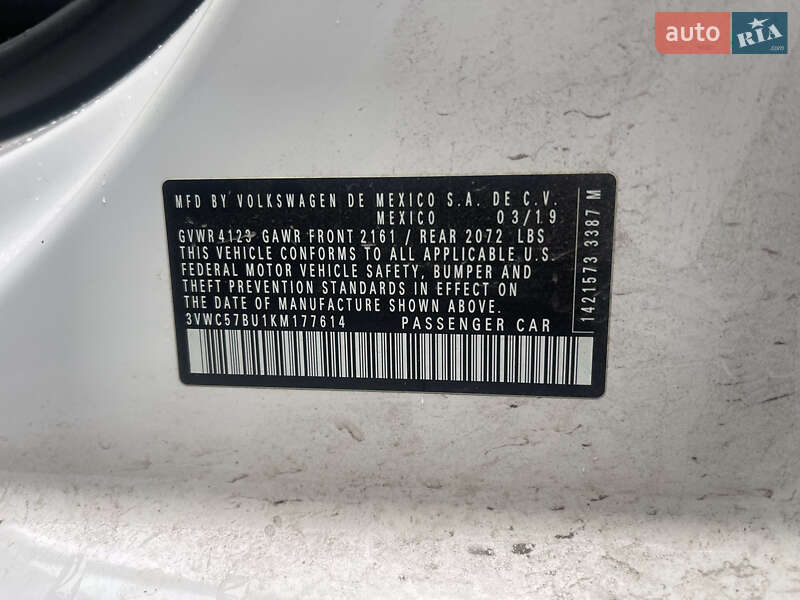 auto RIA
.com
MFD BY VOLKSWAGEN DE MEXICO S.A. DE C.V.
MEXICO 03/19
GVWR 4123 GAWR FRONT 2161 / REAR 2072 LBS
THIS VEHICLE CONFORMS TO ALL APPLICABLE U.S.
FEDERAL MOTOR VEHICLE SAFETY, BUMPER AND
THEFT PREVENTION STANDARDS IN EFFECT ON
THE DATE OF MANUFACTURE SHOWN ABOVE.
3VWC57BU1KM177614 PASSENGER CAR
1421573 3387 M